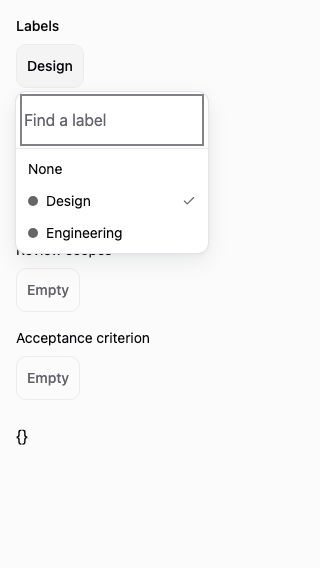 Labels
Design
Find a label
None
Design
Engineering
Empty
Acceptance criterion
Empty
{}